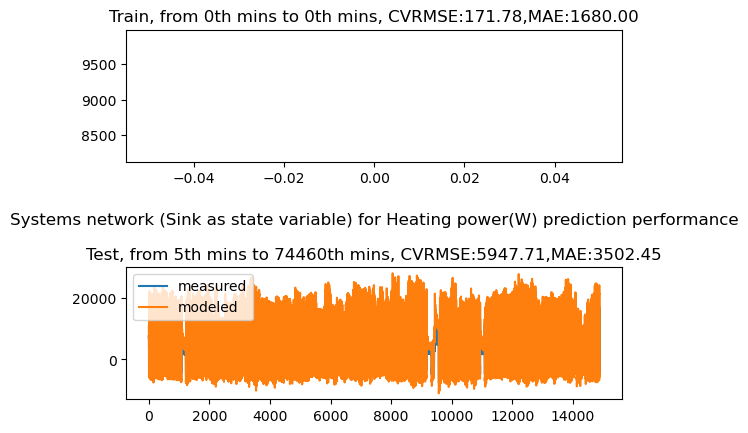 Train, from 0th mins to 0th mins, CVRMSE:171.78,MAE:1680.00
9500
9000
8500
−0.04 −0.02 0.00 0.02 0.04
Systems network (Sink as state variable) for Heating power(W) prediction performance
Test, from 5th mins to 74460th mins, CVRMSE:5947.71,MAE:3502.45
measured
modeled
20000
0
0 2000 4000 6000 8000 10000 12000 14000